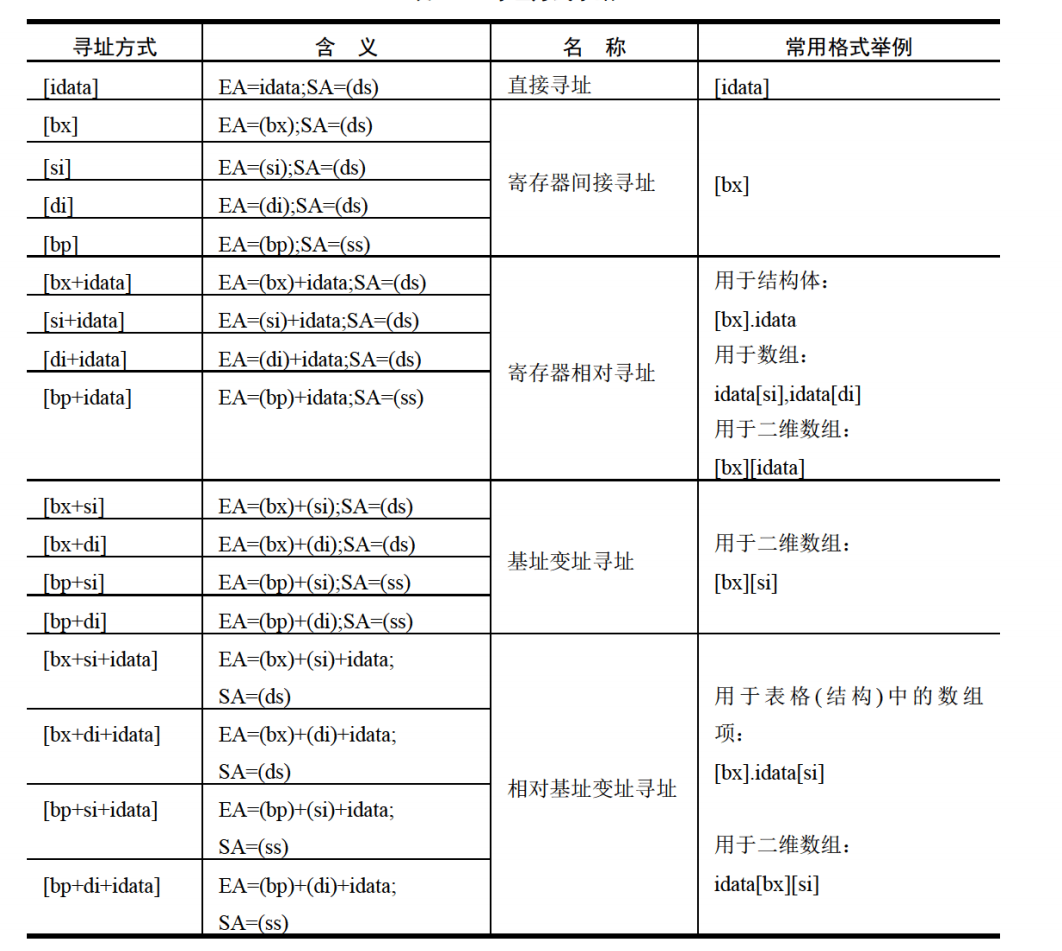 寻址方式 含 义 名 称 常用格式举例
[idata] EA=idata;SA=(ds) 直接寻址 [idata]
[bx] EA=(bx);SA=(ds)
[si] EA=(si);SA=(ds)
寄存器间接寻址 [bx]
[di] EA=(di);SA=(ds)
[bp] EA=(bp);SA=(ss)
[bx+idata] EA=(bx)+idata;SA=(ds) 用于结构体：
[si+idata] EA=(si)+idata;SA=(ds) [bx].idata
[di+idata] EA=(di)+idata;SA=(ds) 用于数组：
寄存器相对寻址
[bp+idata] EA=(bp)+idata;SA=(ss) idata[si],idata[di]
用于二维数组：
[bx][idata]
[bx+si] EA=(bx)+(si);SA=(ds)
[bx+di] EA=(bx)+(di);SA=(ds) 用于二维数组：
基址变址寻址
[bp+si] EA=(bp)+(si);SA=(ss) [bx][si]
[bp+di] EA=(bp)+(di);SA=(ss)
[bx+si+idata] EA=(bx)+(si)+idata;
SA=(ds) 用于表格(结构)中的数组
[bx+di+idata] EA=(bx)+(di)+idata; 项：
SA=(ds) [bx].idata[si]
相对基址变址寻址
[bp+si+idata] EA=(bp)+(si)+idata;
SA=(ss) 用于二维数组：
[bp+di+idata] EA=(bp)+(di)+idata; idata[bx][si]
SA=(ss)